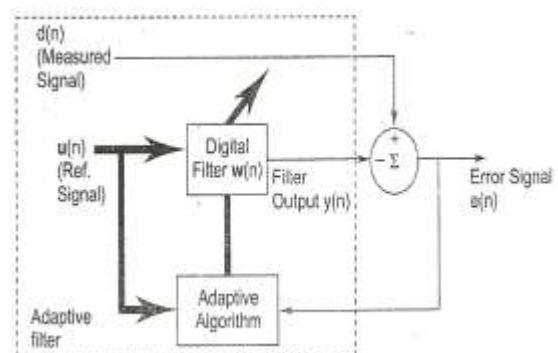 d(n)
(Measured
Signal)
u(n)
(Ref.
Signal)
Digital
Filter w(n)
Filter
Output y(n)
+
− Σ
Error Signal
e(n)
Adaptive
Algorithm
Adaptive
filter